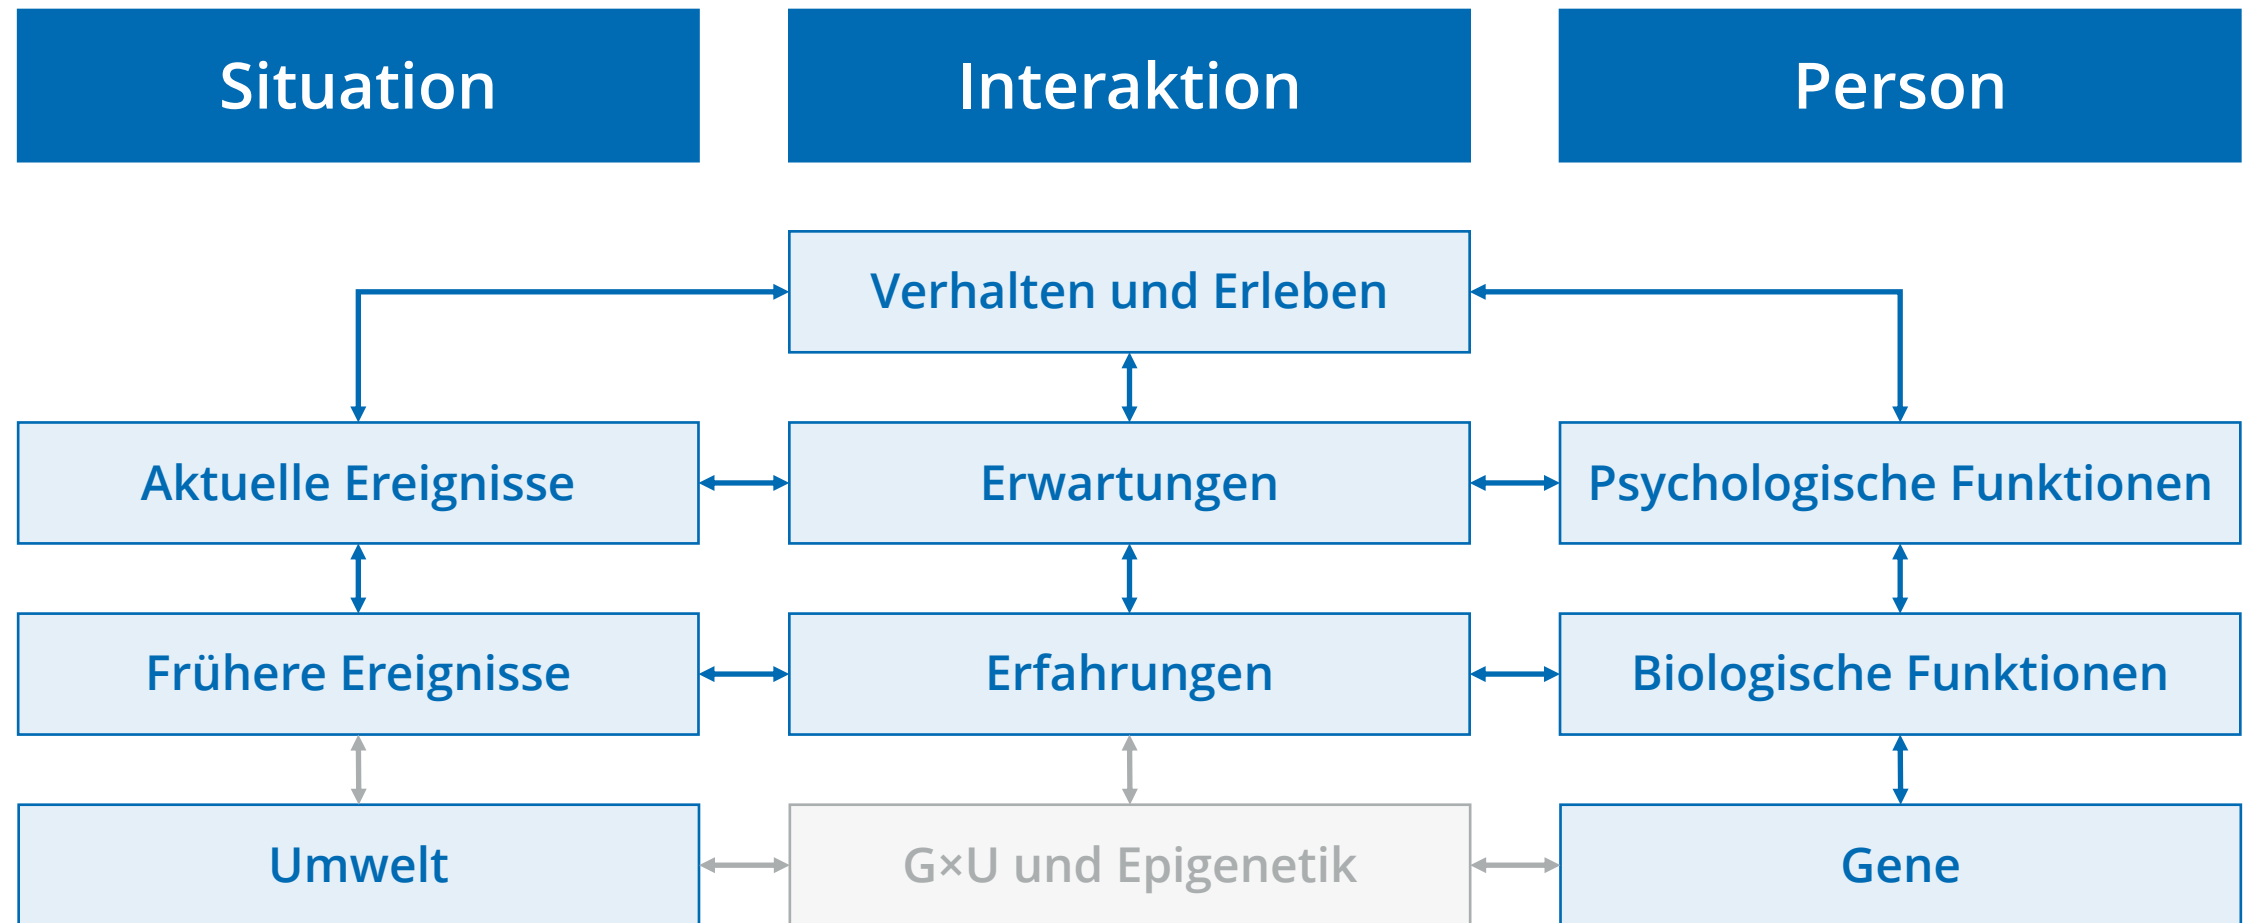 Situation
Interaktion
Person
Verhalten und Erleben
Aktuelle Ereignisse
Erwartungen
Psychologische Funktionen
Frühere Ereignisse
Erfahrungen
Biologische Funktionen
Umwelt
G×U und Epigenetik
Gene